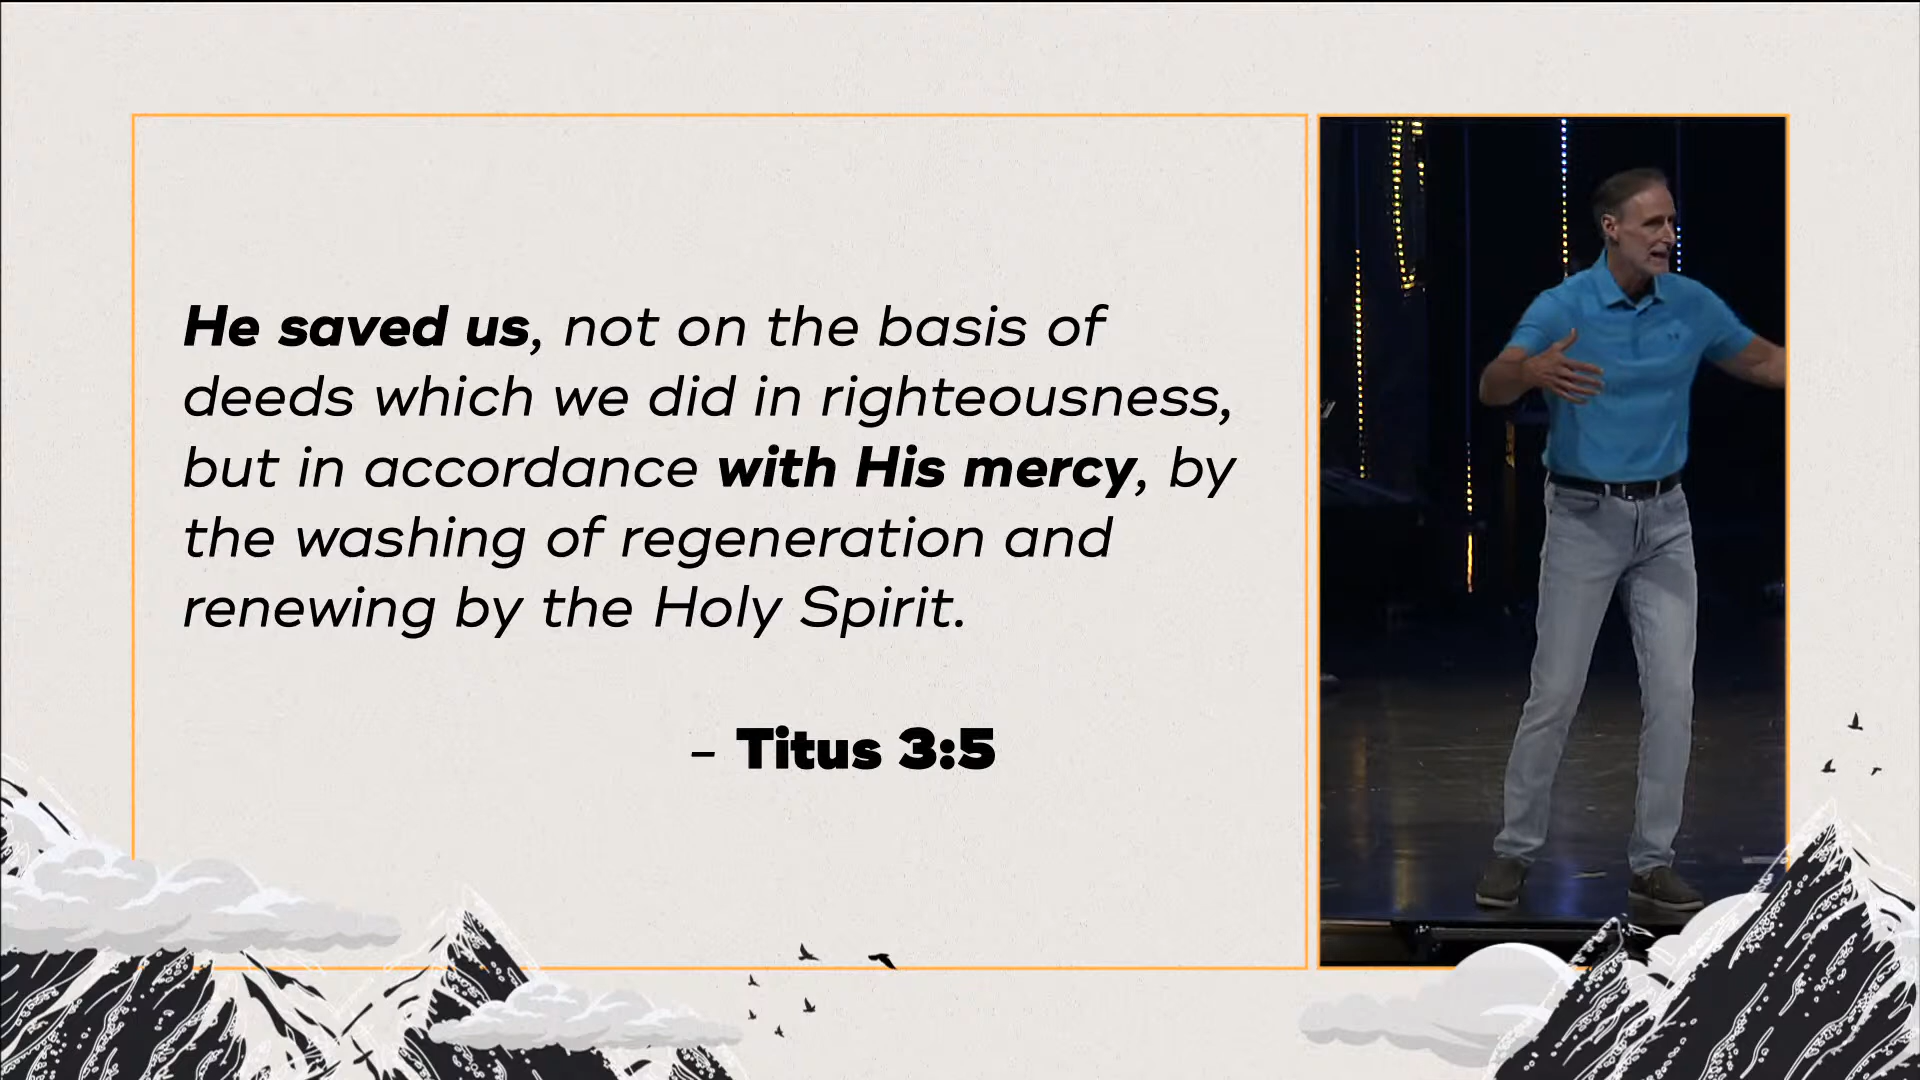 He saved us, not on the basis of
deeds which we did in righteousness,
but in accordance with His mercy, by
the washing of regeneration and
renewing by the Holy Spirit.
– Titus 3:5